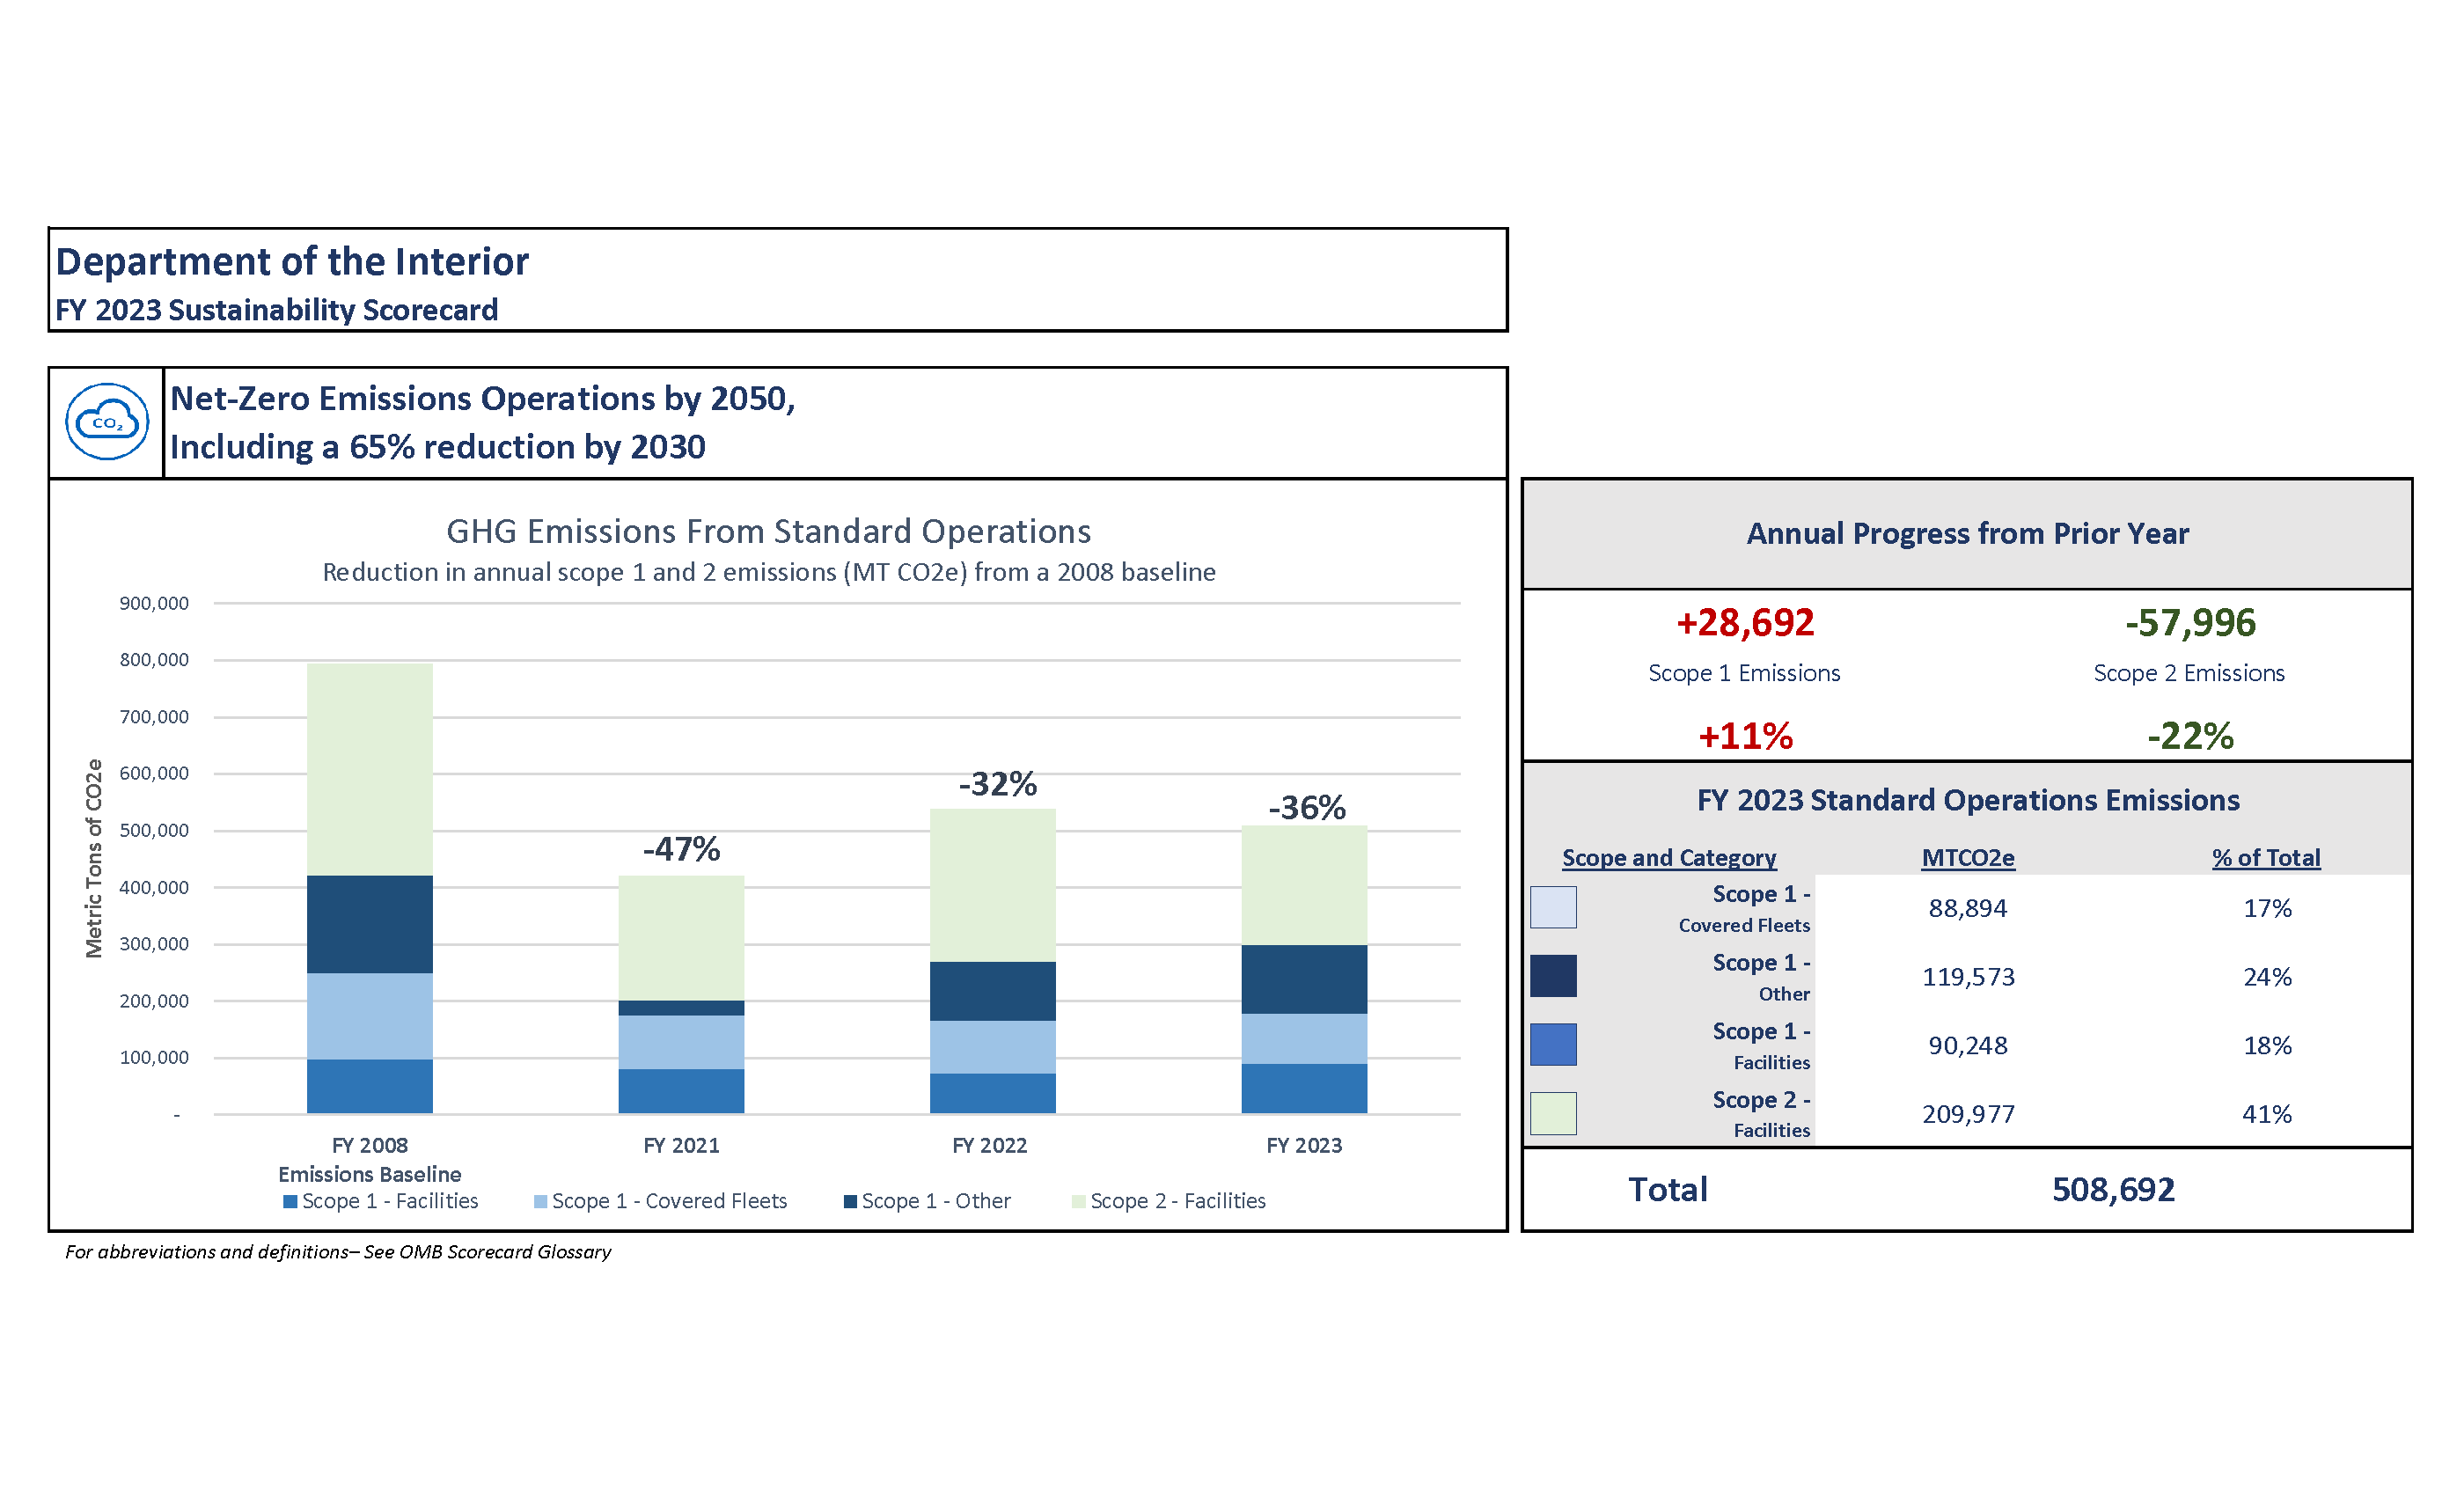 Department of the Interior
FY 2023 Sustainability Scorecard
CO₂
Net-Zero Emissions Operations by 2050,
Including a 65% reduction by 2030
GHG Emissions From Standard Operations
Reduction in annual scope 1 and 2 emissions (MT CO2e) from a 2008 baseline
Metric Tons of CO2e
900,000
800,000
700,000
600,000
500,000
400,000
300,000
200,000
100,000
-
-47%
-32%
-36%
FY 2008 FY 2021 FY 2022 FY 2023
Emissions Baseline
Scope 1 - Facilities Scope 1 - Covered Fleets Scope 1 - Other Scope 2 - Facilities
For abbreviations and definitions– See OMB Scorecard Glossary
Annual Progress from Prior Year
+28,692 -57,996
Scope 1 Emissions Scope 2 Emissions
+11% -22%
FY 2023 Standard Operations Emissions
Scope and Category MTCO2e % of Total
Scope 1 -
Covered Fleets 88,894 17%
Scope 1 -
Other 119,573 24%
Scope 1 -
Facilities 90,248 18%
Scope 2 -
Facilities 209,977 41%
Total 508,692